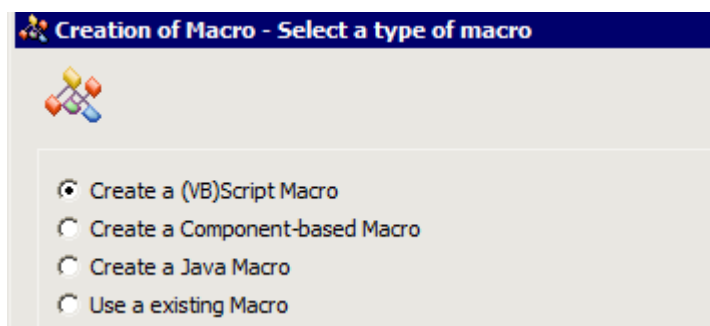 Creation of Macro - Select a type of macro
Create a (VB)Script Macro
Create a Component-based Macro
Create a Java Macro
Use a existing Macro